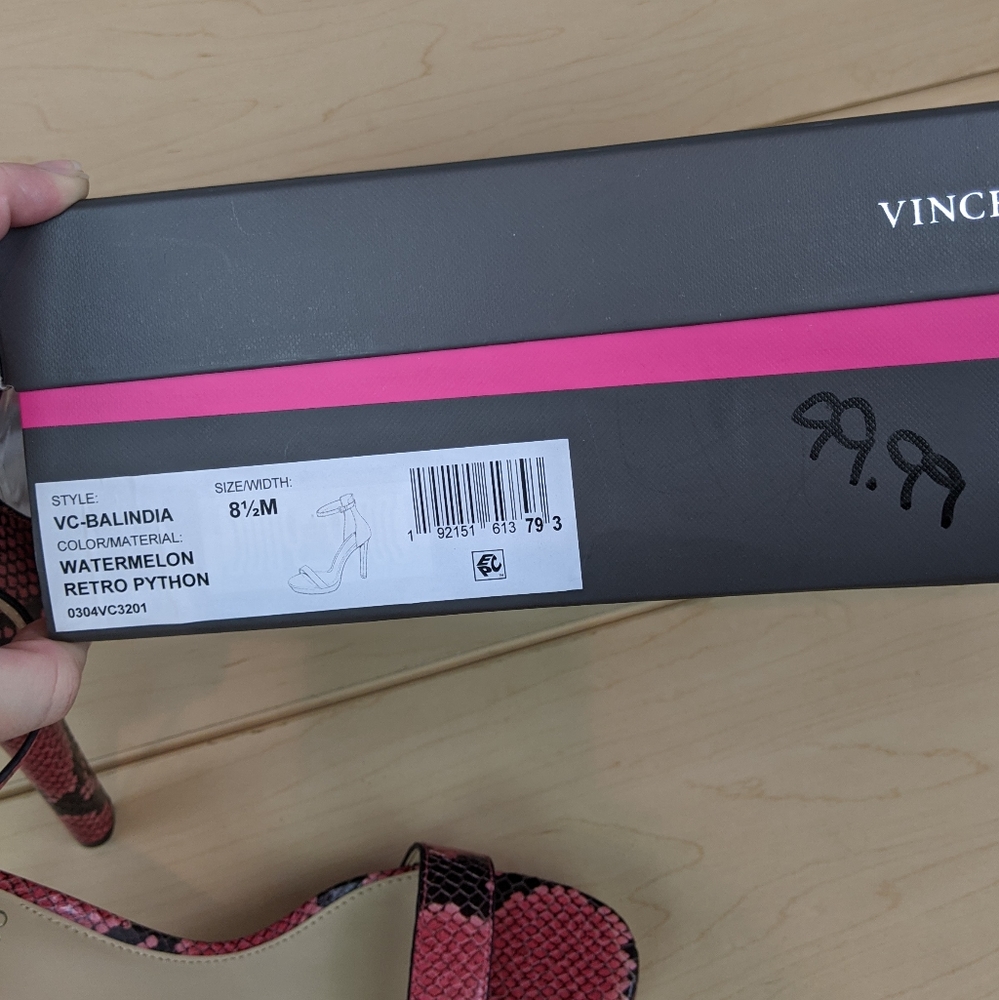 VINCE
99.99
STYLE:
VC-BALINDIA
COLOR/MATERIAL:
WATERMELON
RETRO PYTHON
0304VC3201
SIZE/WIDTH:
8½M
1 92151 613 79 3
EPC